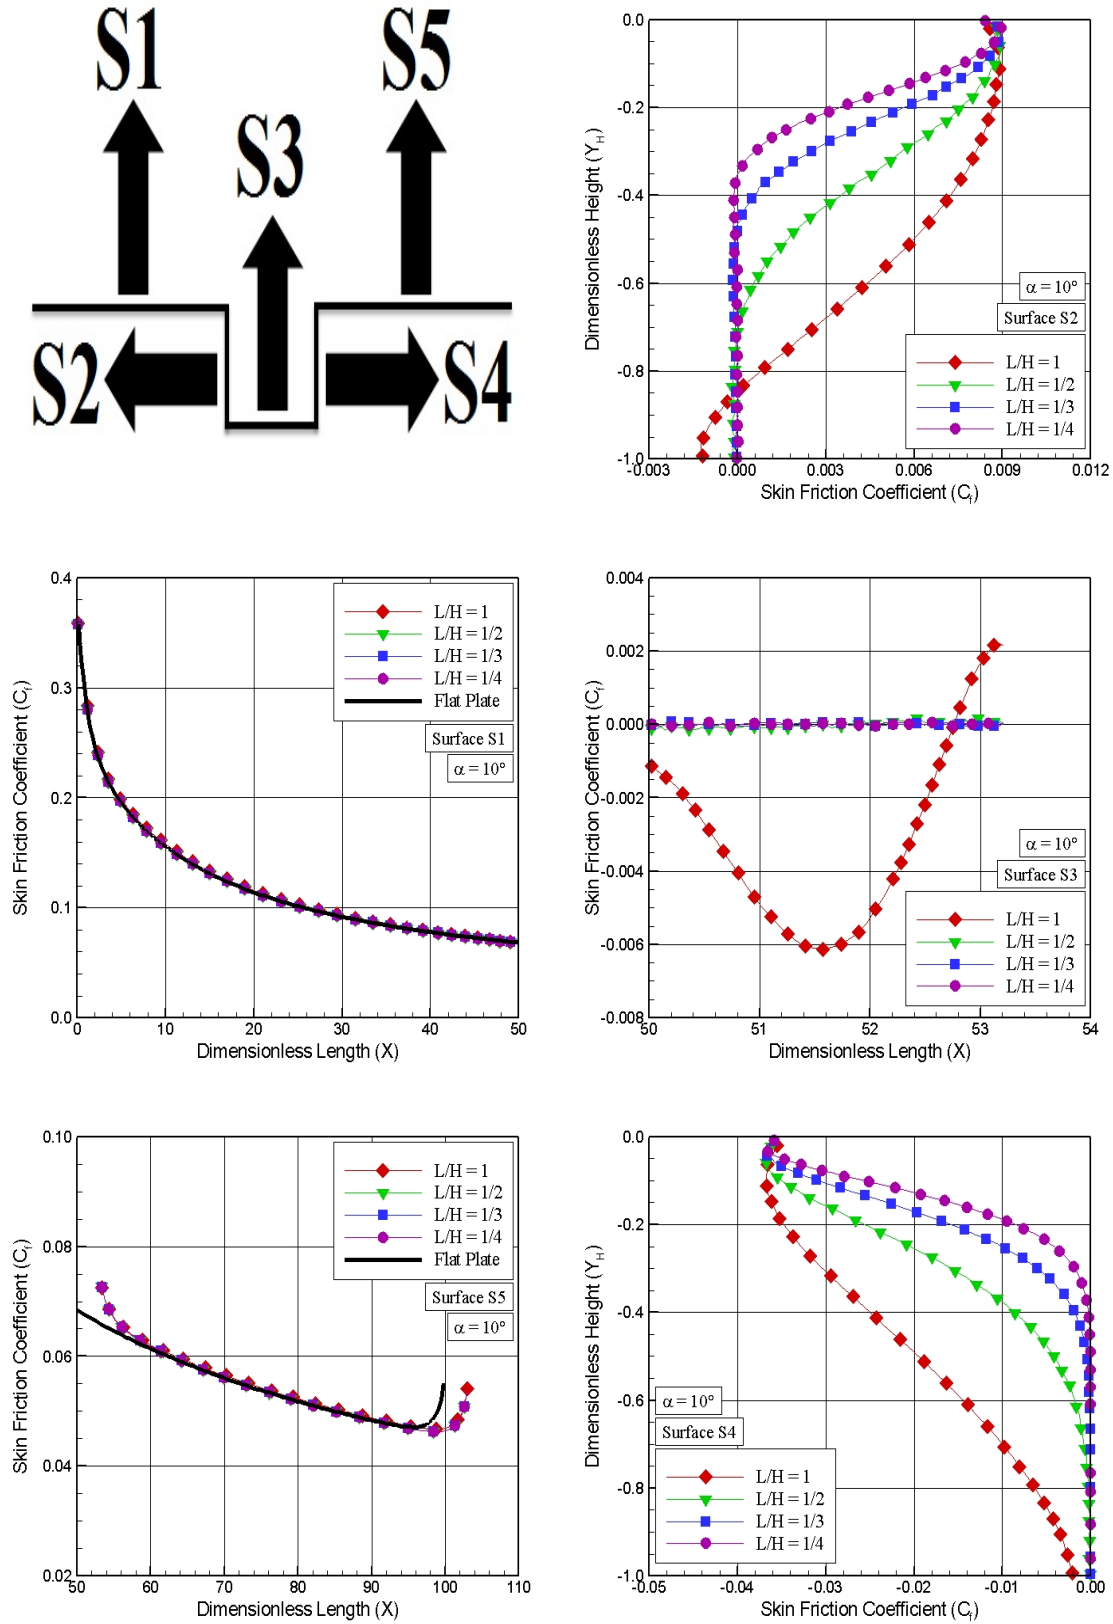 S1
S5
S3
S2
S4
0.0
-0.2
-0.4
-0.6
-0.8
-1.0
Dimensionless Height (Y_H)
α = 10°
Surface S2
L/H = 1
L/H = 1/2
L/H = 1/3
L/H = 1/4
-0.003
0.000
0.003
0.006
0.009
0.012
Skin Friction Coefficient (C_f)
0.4
0.3
0.2
0.1
0.0
Skin Friction Coefficient (C_f)
L/H = 1
L/H = 1/2
L/H = 1/3
L/H = 1/4
Flat Plate
Surface S1
α = 10°
0
10
20
30
40
50
Dimensionless Length (X)
0.004
0.002
0.000
-0.002
-0.004
-0.006
-0.008
Skin Friction Coefficient (C_f)
α = 10°
Surface S3
L/H = 1
L/H = 1/2
L/H = 1/3
L/H = 1/4
50
51
52
53
54
Dimensionless Length (X)
0.10
0.08
0.06
0.04
0.02
Skin Friction Coefficient (C_f)
L/H = 1
L/H = 1/2
L/H = 1/3
L/H = 1/4
Flat Plate
Surface S5
α = 10°
50
60
70
80
90
100
110
Dimensionless Length (X)
0.0
-0.2
-0.4
-0.6
-0.8
-1.0
Dimensionless Height (Y_H)
α = 10°
Surface S4
L/H = 1
L/H = 1/2
L/H = 1/3
L/H = 1/4
-0.05
-0.04
-0.03
-0.02
-0.01
0.00
Skin Friction Coefficient (C_f)